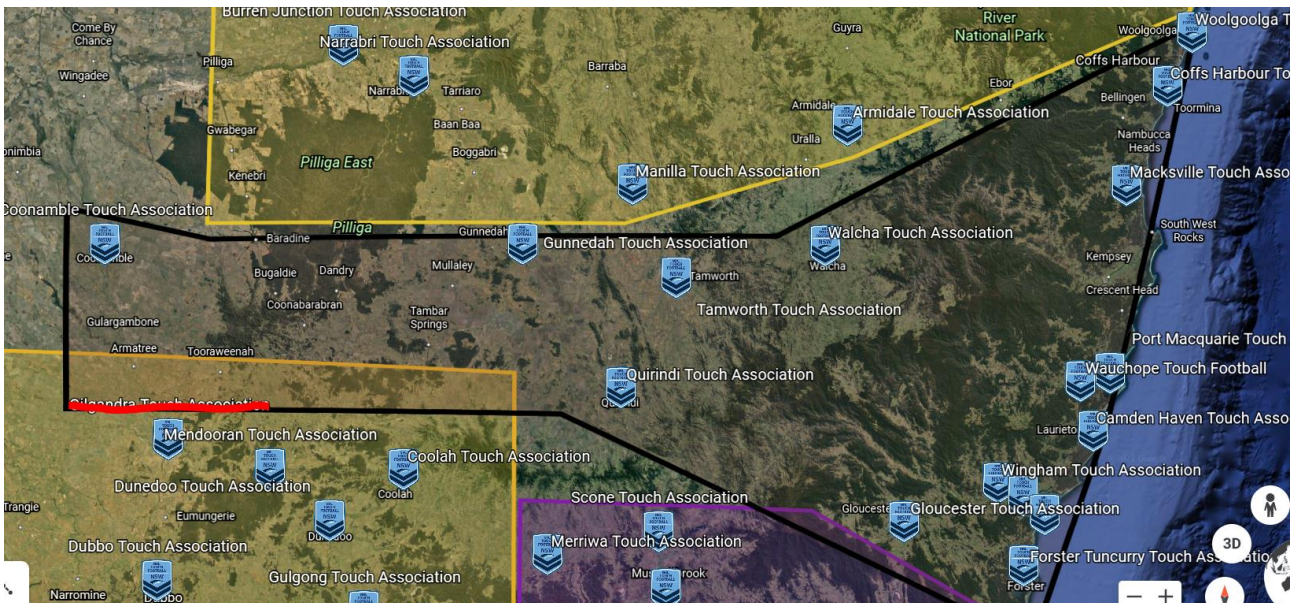 Burren Junction Touch Association
Come By
Chance
Narrabri Touch Association
Guyra
River
National Park
Woolgoolga
Woolgoolga T
Wingadee
Pilliga
Barraba
Coffs Harbour
Coffs Harbour To
Narrabri
Tarriaro
Ebor
Bellingen
Toormina
Armidale
Armidale Touch Association
Gwabegar
Baan Baa
Uralla
Nambucca
Heads
onimbia
Pilliga East
Boggabri
Kenebri
Manilla Touch Association
Macksville Touch Asso
Coonamble Touch Association
Pilliga
Gunnedah
Gunnedah Touch Association
Walcha Touch Association
South West
Rocks
Baradine
Coonamble
Bugaldie
Dandry
Mullaley
Tamworth
Walcha
Kempsey
Crescent Head
Coonabarabran
Tambar
Springs
Tamworth Touch Association
Gulargambone
Armatree
Tooraweenah
Port Macquarie Touch
Wauchope Touch Football
Quirindi Touch Association
Quirindi
Gilgandra Touch Association
Mendooran Touch Association
Laurieto
Camden Haven Touch Asso
Coolah Touch Association
Coolah
Wingham Touch Association
Dunedoo Touch Association
Scone Touch Association
Trangie
Eumungerie
Gloucester
Gloucester Touch Association
Dunedoo
Dubbo Touch Association
Merriwa Touch Association
3D
Forster Tuncurry Touch Association
Gulgong Touch Association
Muswellbrook
Forster
Narromine
Dubbo